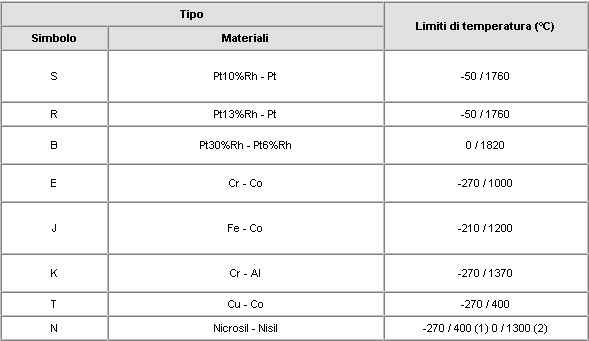 Tipo
Limiti di temperatura (°C)
Simbolo Materiali
S Pt10%Rh - Pt -50 / 1760
R Pt13%Rh - Pt -50 / 1760
B Pt30%Rh - Pt6%Rh 0 / 1820
E Cr - Co -270 / 1000
J Fe - Co -210 / 1200
K Cr - Al -270 / 1370
T Cu - Co -270 / 400
N Nicrosil - Nisil -270 / 400 (1) 0 / 1300 (2)